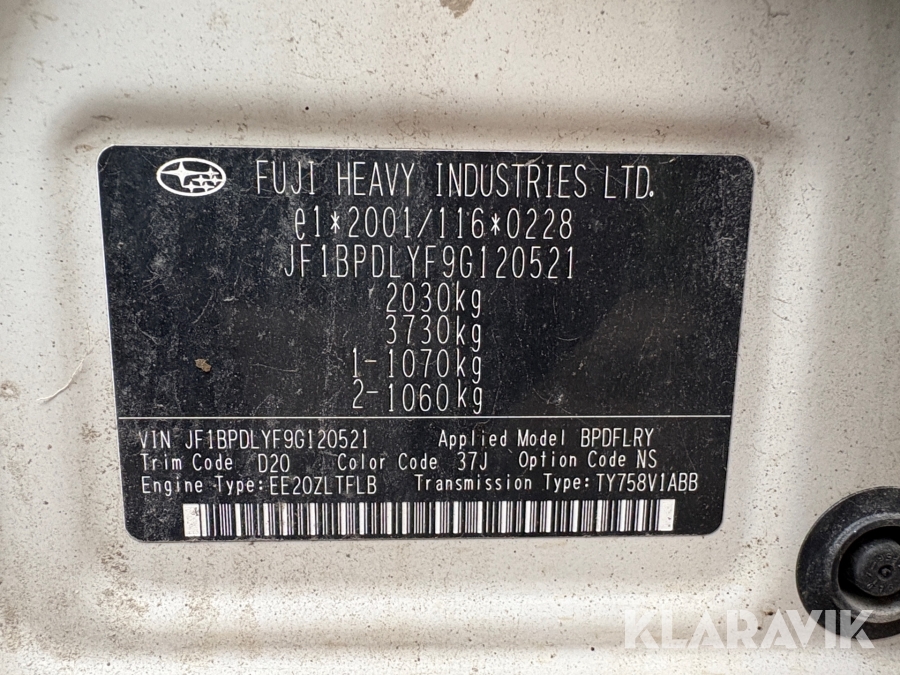 FUJI HEAVY INDUSTRIES LTD.
e1*2001/116*0228
JF1BPDLYF9G120521
2030kg
3730kg
1-1070kg
2-1060kg
VIN JF1BPDLYF9G120521 Applied Model BPDFLRY
Trim Code D20 Color Code 37J Option Code NS
Engine Type:EE20ZLTFLB Transmission Type:TY758V1ABB
KLARAVIK